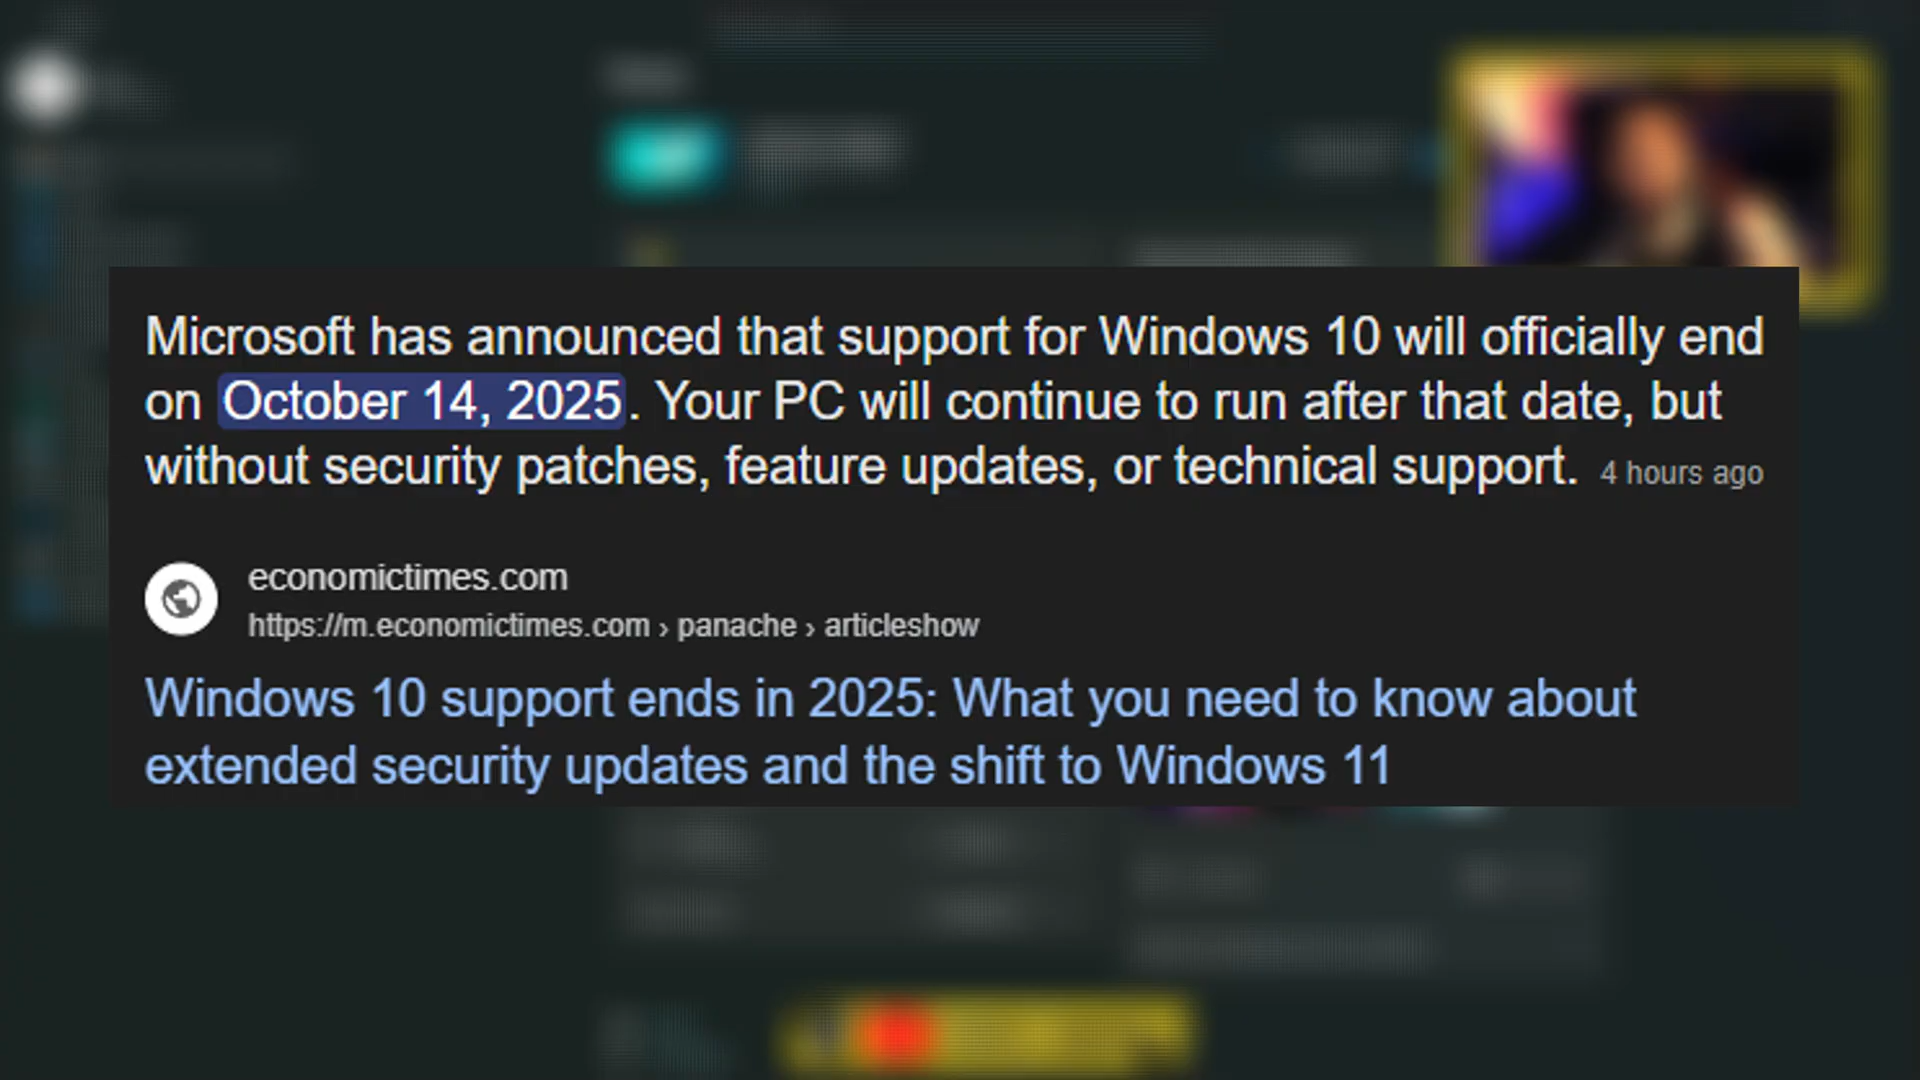 Microsoft has announced that support for Windows 10 will officially end
on October 14, 2025. Your PC will continue to run after that date, but
without security patches, feature updates, or technical support. 4 hours ago
economictimes.com
https://m.economictimes.com › panache › articleshow
Windows 10 support ends in 2025: What you need to know about
extended security updates and the shift to Windows 11